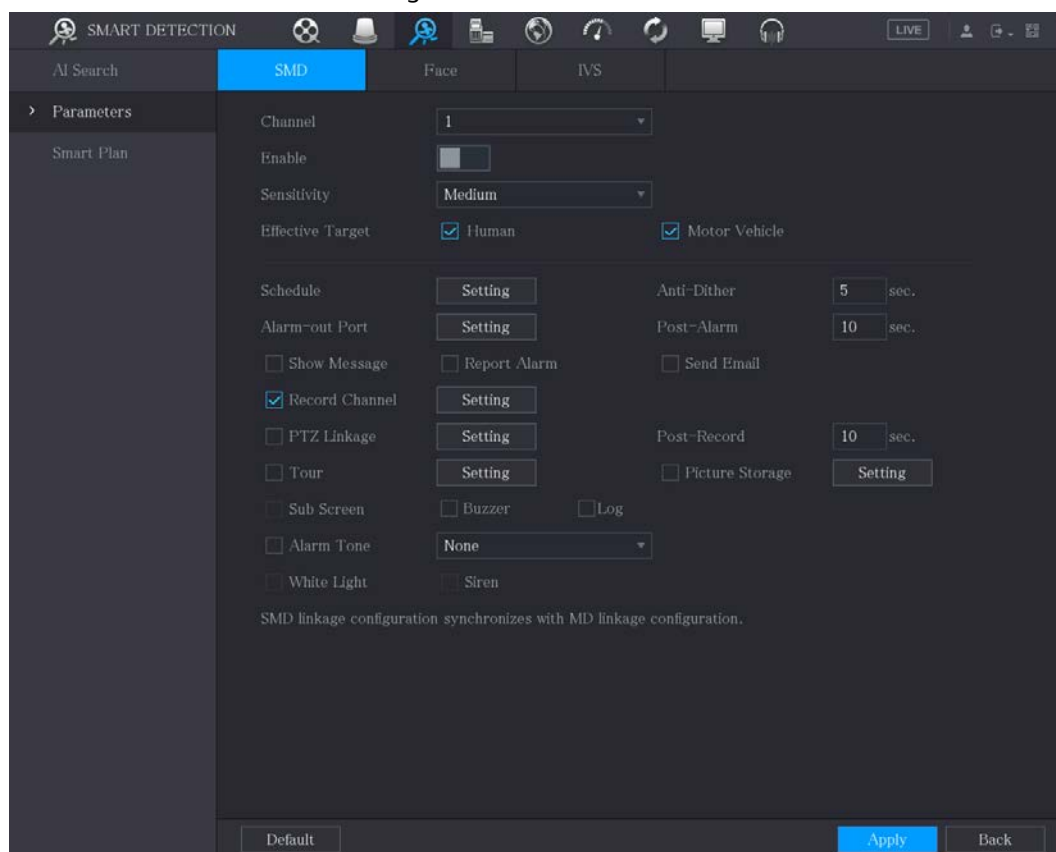 SMART DETECTION LIVE
AI Search SMD Face IVS
Parameters
Channel 1
Smart Plan
Enable
Sensitivity Medium
Effective Target Human Motor Vehicle
Schedule Setting Anti-Dither 5 sec.
Alarm-out Port Setting Post-Alarm 10 sec.
Show Message Report Alarm Send Email
Record Channel Setting
PTZ Linkage Setting Post-Record 10 sec.
Tour Setting Picture Storage Setting
Sub Screen Buzzer Log
Alarm Tone None
White Light Siren
SMD linkage configuration synchronizes with MD linkage configuration.
Default Apply Back